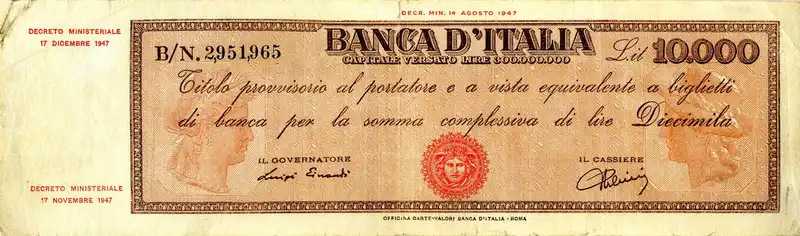 DECR. MIN. 14 AGOSTO 1947
DECRETO MINISTERIALE
17 DICEMBRE 1947
B/N. 2,951,965
BANCA D'ITALIA
CAPITALE VERSATO LIRE 300.000.000
L.it 10.000
Titolo provvisorio al portatore e a vista equivalente a biglietti
di banca per la somma complessiva di lire Diecimila
IL GOVERNATORE
Luigi Einaudi
IL CASSIERE
DECRETO MINISTERIALE
17 NOVEMBRE 1947
OFFICINA CARTE-VALORI BANCA D'ITALIA - ROMA